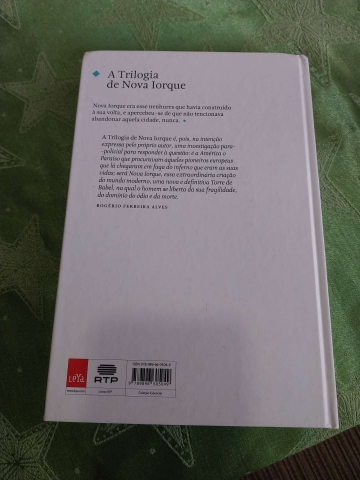 A Trilogia
de Nova Iorque
Nova Iorque era esse nenhures que havia construído
à sua volta, e apercebeu-se de que não tencionava
abandonar aquela cidade, nunca.
A Trilogia de Nova Iorque é, pois, na intenção
expressa pelo próprio autor, uma investigação para-
-policial para responder à questão: é a América o
Paraíso que procuravam aqueles pioneiros europeus
que lá chegaram em fuga do inferno que eram as suas
vidas; será Nova Iorque, essa extraordinária criação
do mundo moderno, uma nova e definitiva Torre de
Babel, na qual o homem se liberta da sua fragilidade,
do domínio do ódio e da morte.
ROGÉRIO FERREIRA ALVES
LeYa
RTP